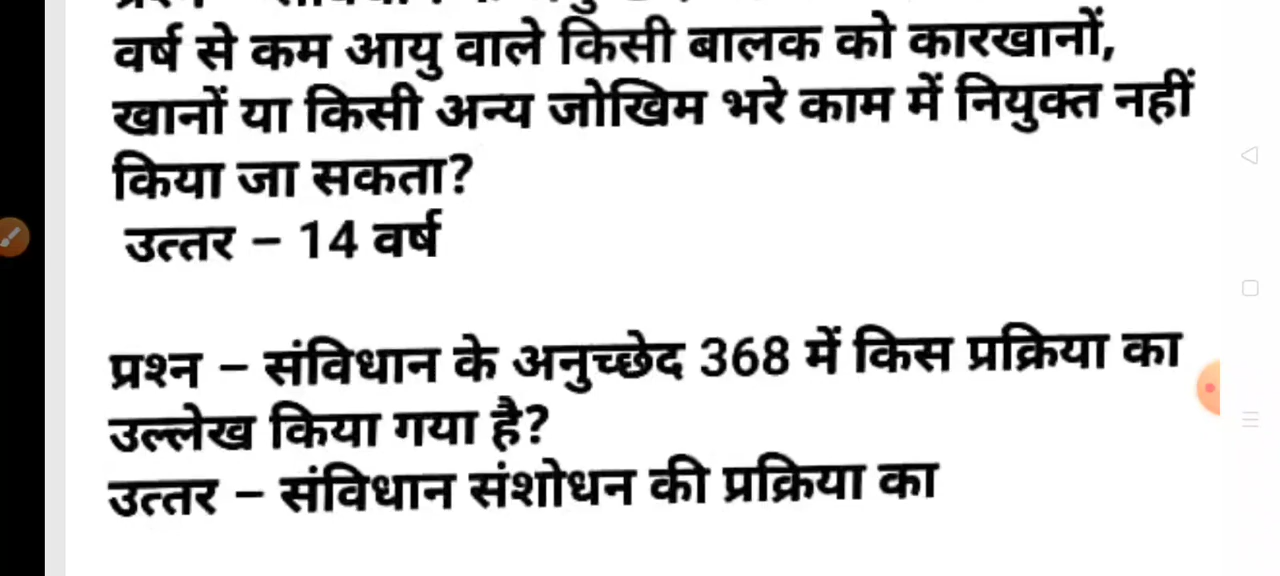 वर्ष से कम आयु वाले किसी बालक को कारखानों,
खानों या किसी अन्य जोखिम भरे काम में नियुक्त नहीं
किया जा सकता?
उत्तर – 14 वर्ष
प्रश्न – संविधान के अनुच्छेद 368 में किस प्रक्रिया का
उल्लेख किया गया है?
उत्तर – संविधान संशोधन की प्रक्रिया का